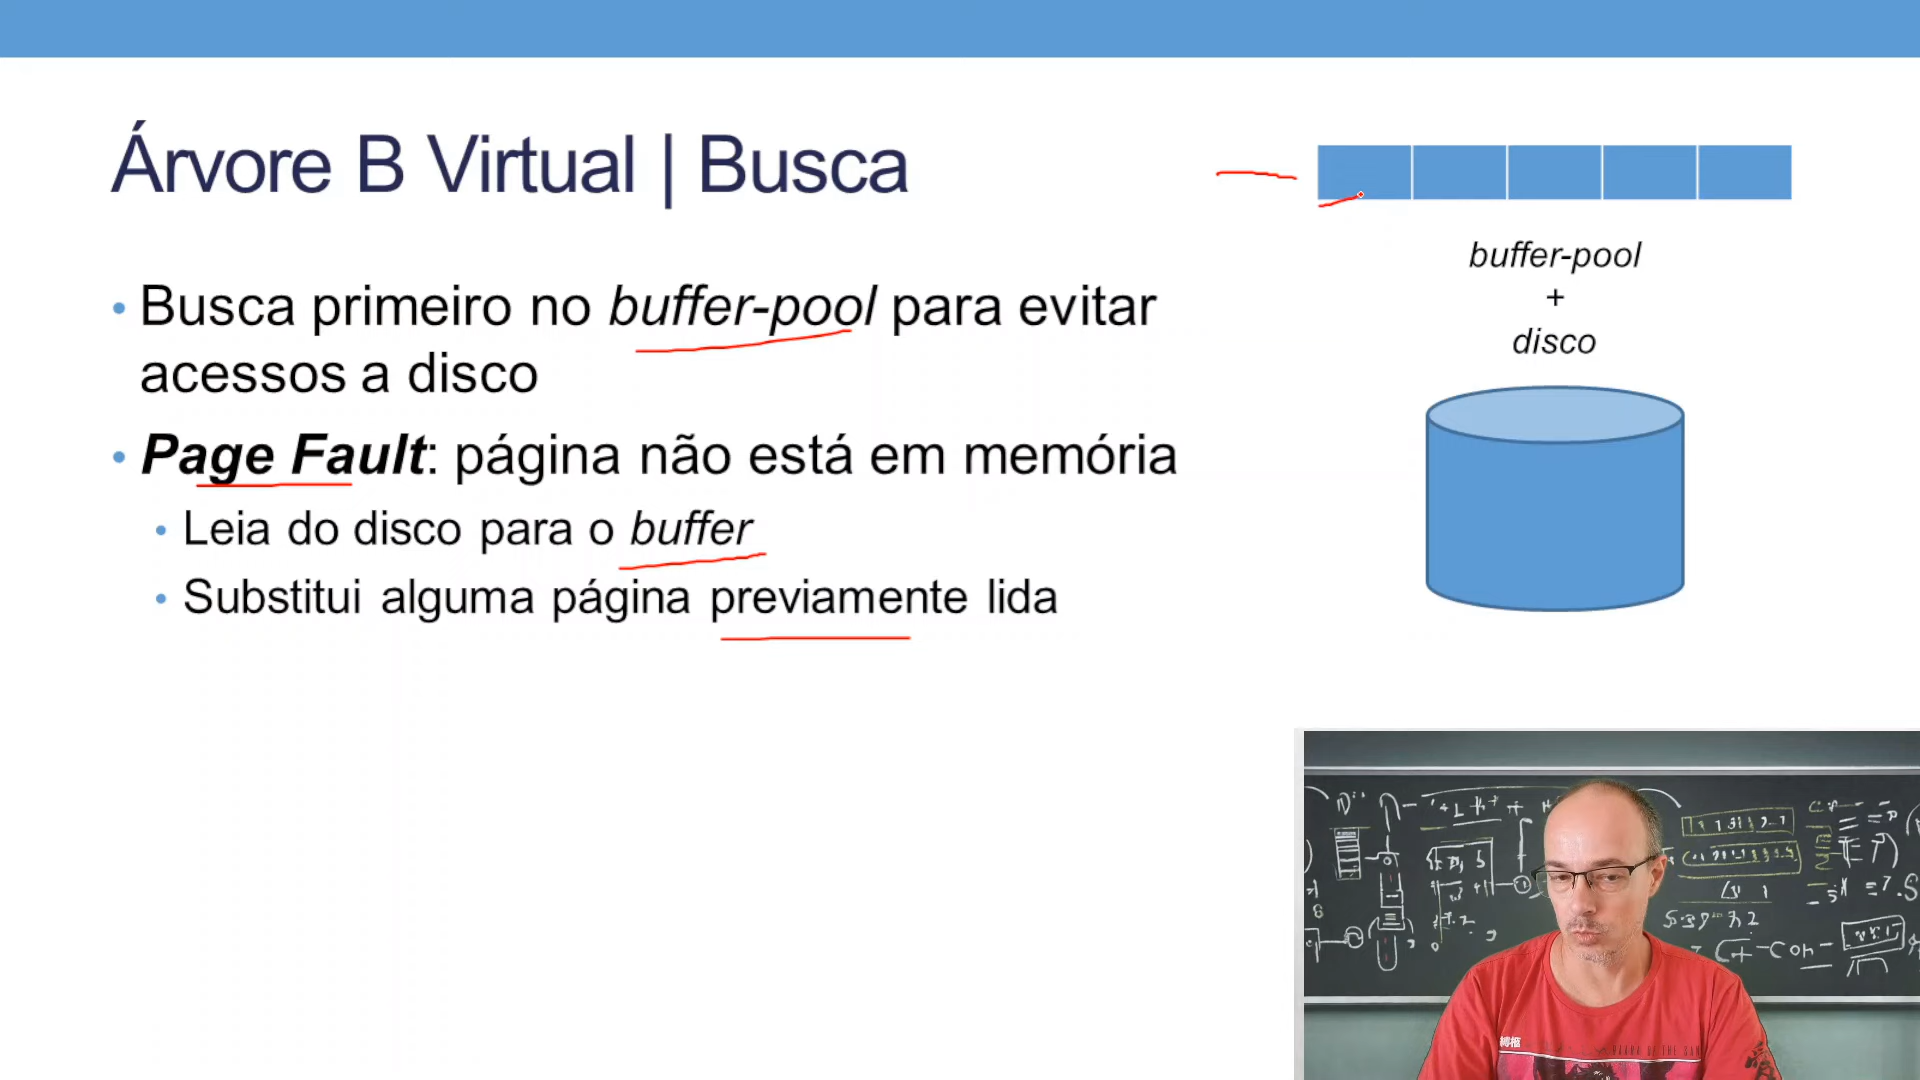 Árvore B Virtual | Busca
• Busca primeiro no buffer-pool para evitar
acessos a disco
• Page Fault: página não está em memória
• Leia do disco para o buffer
• Substitui alguma página previamente lida
buffer-pool
+
disco